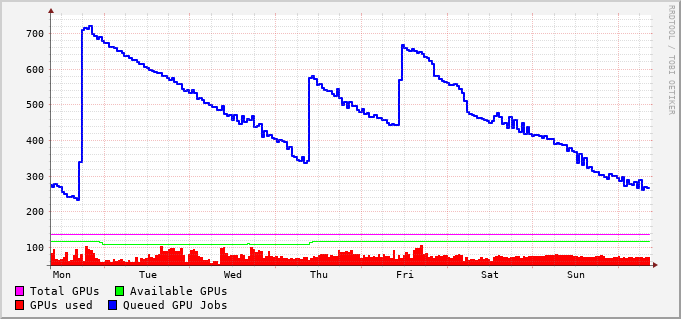 700
600
500
400
300
200
100
Mon Tue Wed Thu Fri Sat Sun
Total GPUs Available GPUs
GPUs used Queued GPU Jobs
RRDTOOL / TOBI OETIKER